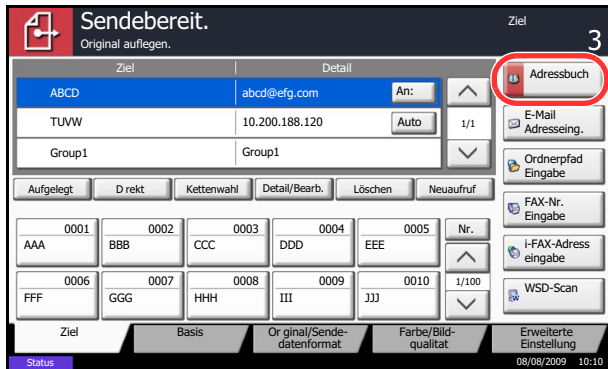 Sendebereit.
Original auflegen.
Ziel
3
Ziel Detail
ABCD abcd@efg.com An:
TUVW 10.200.188.120 Auto
Group1 Group1
1/1
Aufgelegt D rekt Kettenwahl Detail/Bearb. Löschen Neuaufruf
0001 0002 0003 0004 0005
AAA BBB CCC DDD EEE
0006 0007 0008 0009 0010
FFF GGG HHH III JJJ
Nr.
1/100
Adressbuch
E-Mail
Adresseing.
Ordnerpfad
Eingabe
FAX-Nr.
Eingabe
i-FAX-Adress
eingabe
WSD-Scan
Ziel
Basis
Or ginal/Sende-
datenformat
Farbe/Bild-
qualitat
Erweiterte
Einstellung
Status 08/08/2009 10:10